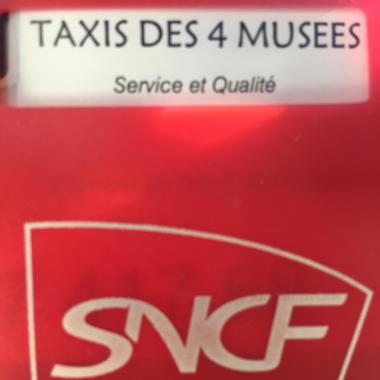 TAXIS DES 4 MUSEES
Service et Qualité
SNCF